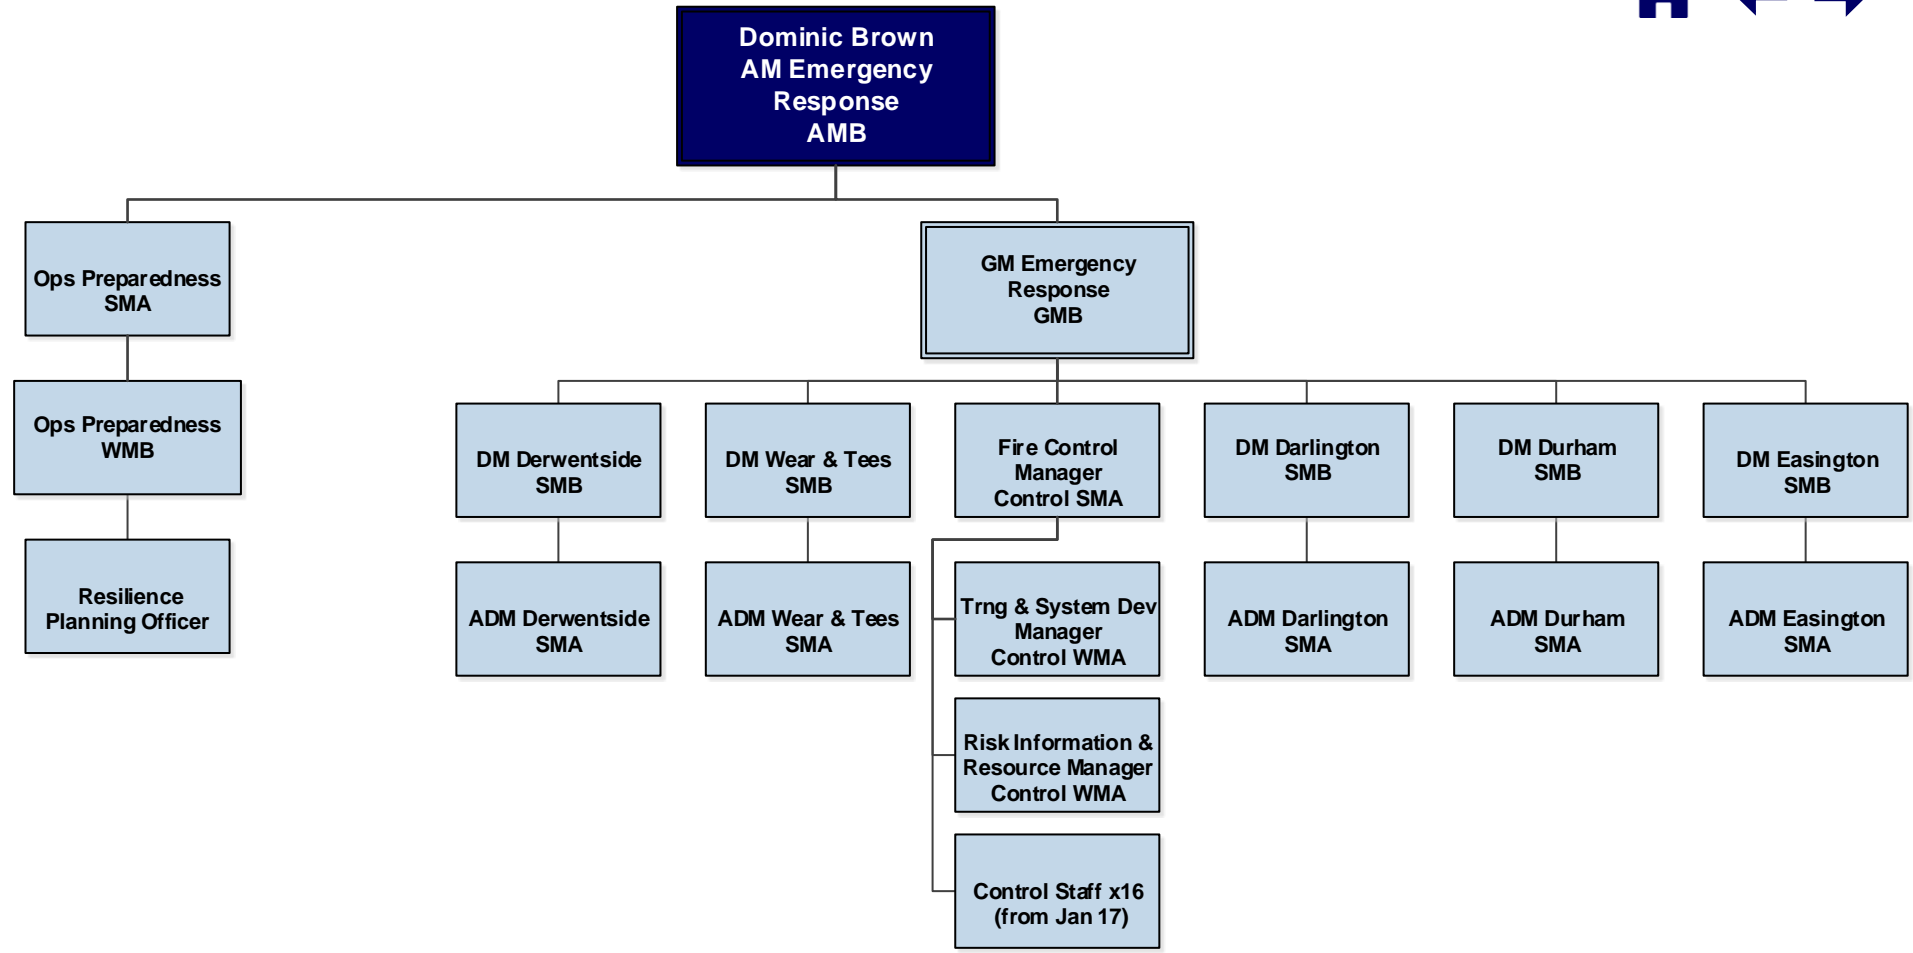 Dominic Brown
AM Emergency
Response
AMB
Ops Preparedness
SMA
GM Emergency
Response
GMB
Ops Preparedness
WMB
DM Derwentside
SMB
DM Wear & Tees
SMB
Fire Control
Manager
Control SMA
DM Darlington
SMB
DM Durham
SMB
DM Easington
SMB
Resilience
Planning Officer
ADM Derwentside
SMA
ADM Wear & Tees
SMA
Trng & System Dev
Manager
Control WMA
ADM Darlington
SMA
ADM Durham
SMA
ADM Easington
SMA
Risk Information &
Resource Manager
Control WMA
Control Staff x16
(from Jan 17)